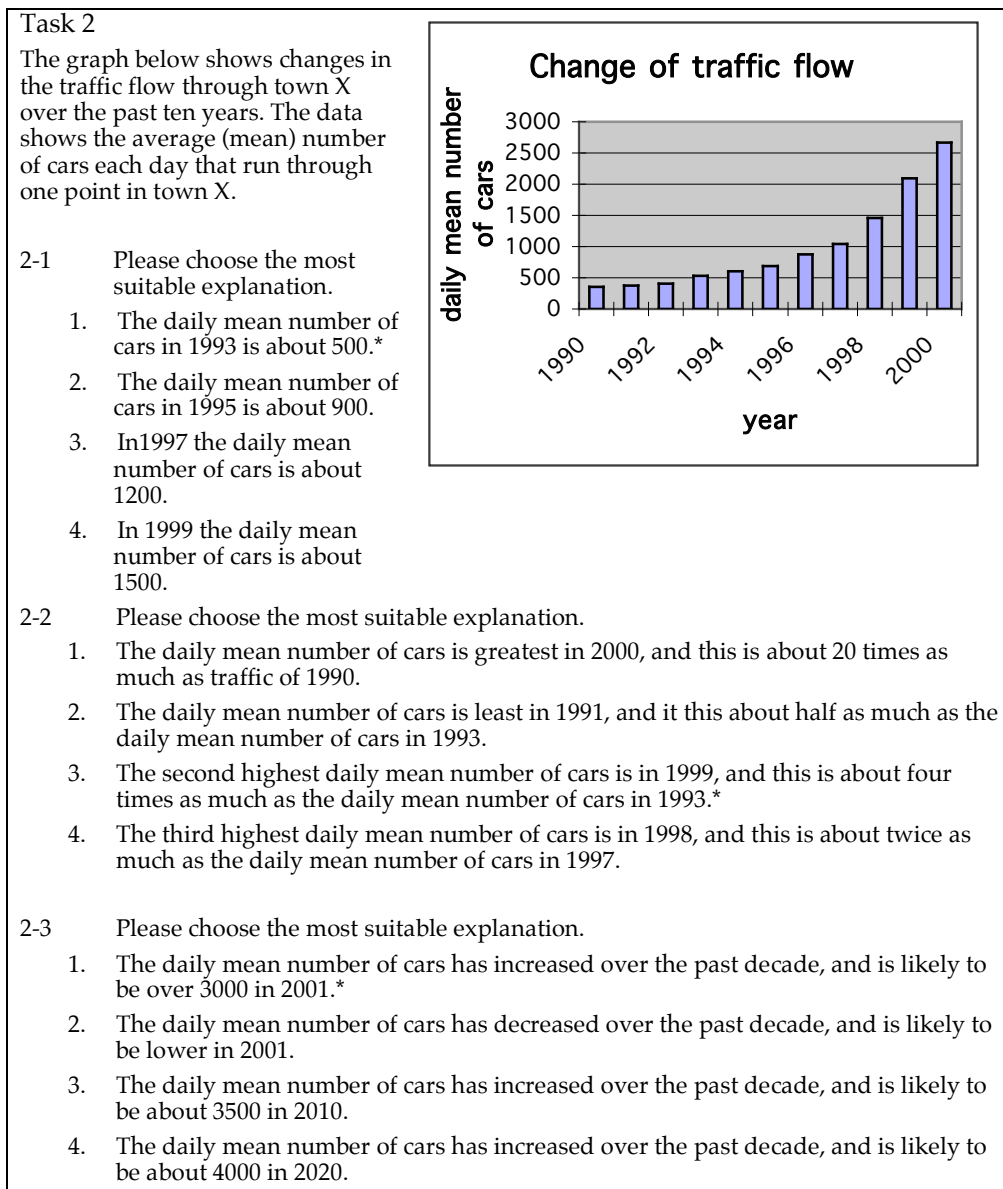 Task 2
The graph below shows changes in
the traffic flow through town X
over the past ten years. The data
shows the average (mean) number
of cars each day that run through
one point in town X.
Change of traffic flow
daily mean number
of cars
3000
2500
2000
1500
1000
500
0
1990
1992
1994
1996
1998
2000
year
2-1 Please choose the most
suitable explanation.
1. The daily mean number of
cars in 1993 is about 500.*
2. The daily mean number of
cars in 1995 is about 900.
3. In1997 the daily mean
number of cars is about
1200.
4. In 1999 the daily mean
number of cars is about
1500.
2-2 Please choose the most suitable explanation.
1. The daily mean number of cars is greatest in 2000, and this is about 20 times as
much as traffic of 1990.
2. The daily mean number of cars is least in 1991, and it this about half as much as the
daily mean number of cars in 1993.
3. The second highest daily mean number of cars is in 1999, and this is about four
times as much as the daily mean number of cars in 1993.*
4. The third highest daily mean number of cars is in 1998, and this is about twice as
much as the daily mean number of cars in 1997.
2-3 Please choose the most suitable explanation.
1. The daily mean number of cars has increased over the past decade, and is likely to
be over 3000 in 2001.*
2. The daily mean number of cars has decreased over the past decade, and is likely to
be lower in 2001.
3. The daily mean number of cars has increased over the past decade, and is likely to
be about 3500 in 2010.
4. The daily mean number of cars has increased over the past decade, and is likely to
be about 4000 in 2020.